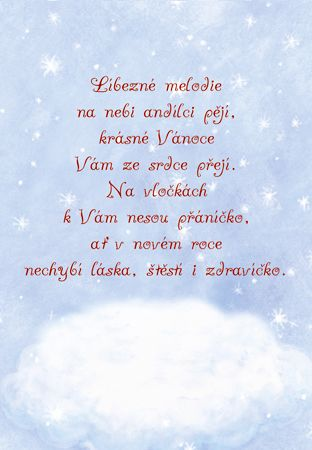 Líbezné melodie
na nebi andílci pějí,
krásné Vánoce
Vám ze srdce přejí.
Na vločkách
k Vám nesou přáníčko,
ať v novém roce
nechybí láska, štěstí i zdravíčko.